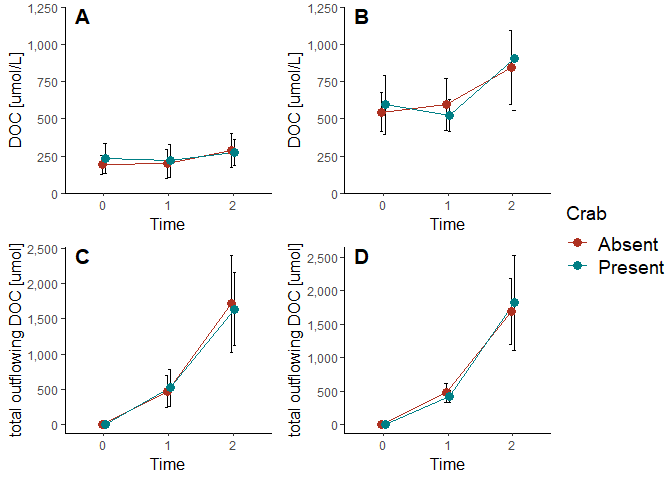 A
DOC [umol/L]
1,250
1,000
750
500
250
0
0 1 2
Time
B
DOC [umol/L]
1,250
1,000
750
500
250
0
0 1 2
Time
Crab
Absent
Present
C
total outflowing DOC [umol]
2,500
2,000
1,500
1,000
500
0
0 1 2
Time
D
total outflowing DOC [umol]
2,500
2,000
1,500
1,000
500
0
0 1 2
Time